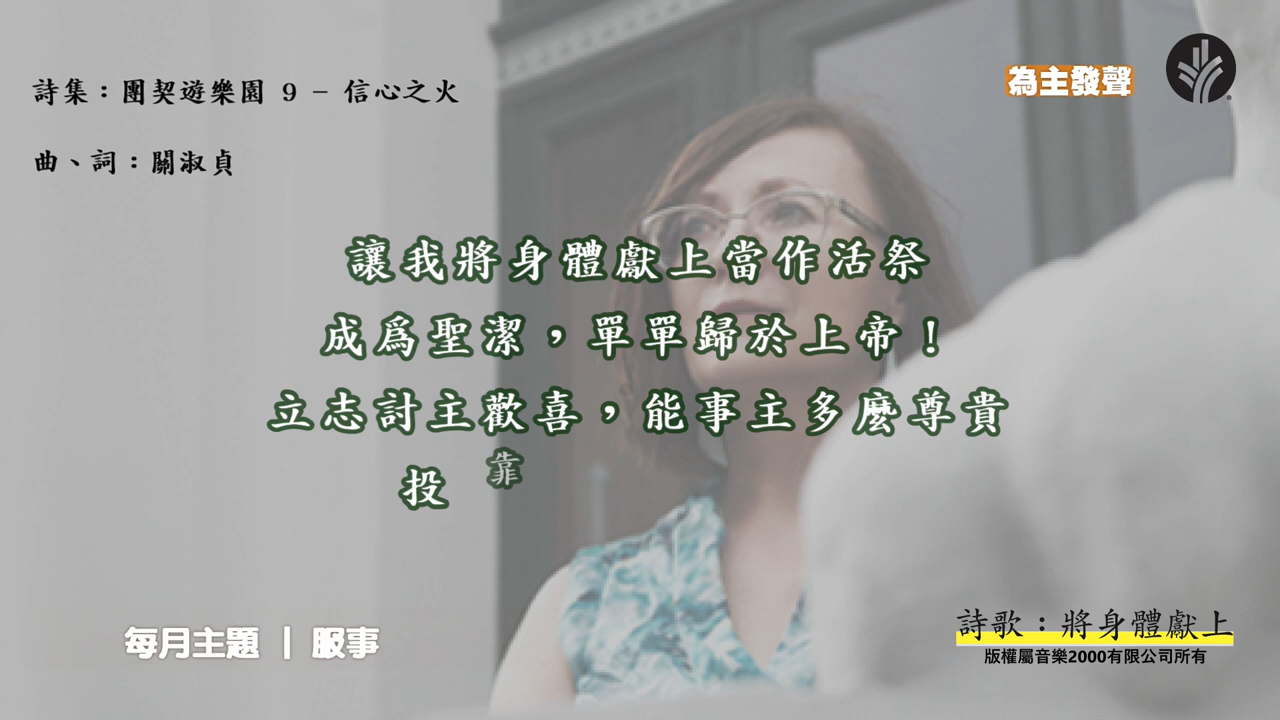 詩集：團契遊樂園 9 – 信心之火
為主發聲
曲、詞：關淑貞
讓我將身體獻上當作活祭
成爲聖潔，單單歸於上帝！
立志討主歡喜，能事主多麼尊貴
投靠
每月主題 | 服事
詩歌：將身體獻上
版權屬音樂2000有限公司所有